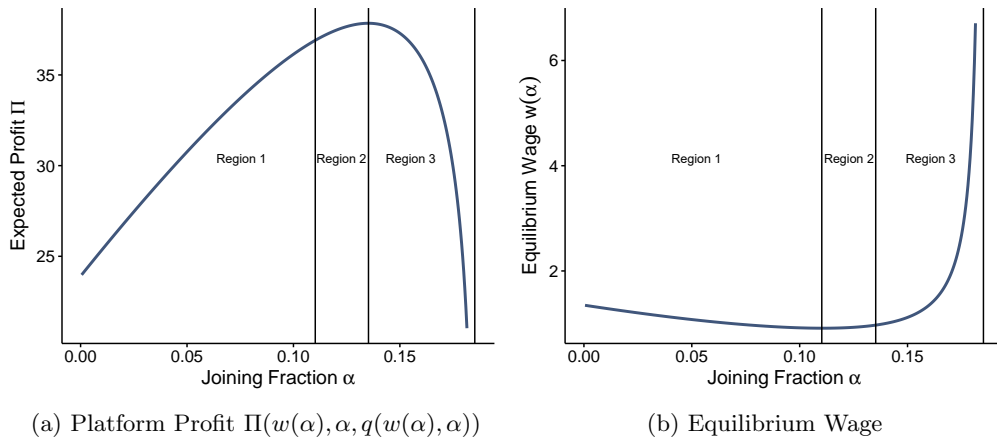 Expected Profit Π
35
30
25
Region 1
Region 2
Region 3
0.00
0.05
0.10
0.15
Joining Fraction α
(a) Platform Profit Π(w(α), α, q(w(α), α))
Equilibrium Wage w(α)
6
4
2
Region 1
Region 2
Region 3
0.00
0.05
0.10
0.15
Joining Fraction α
(b) Equilibrium Wage